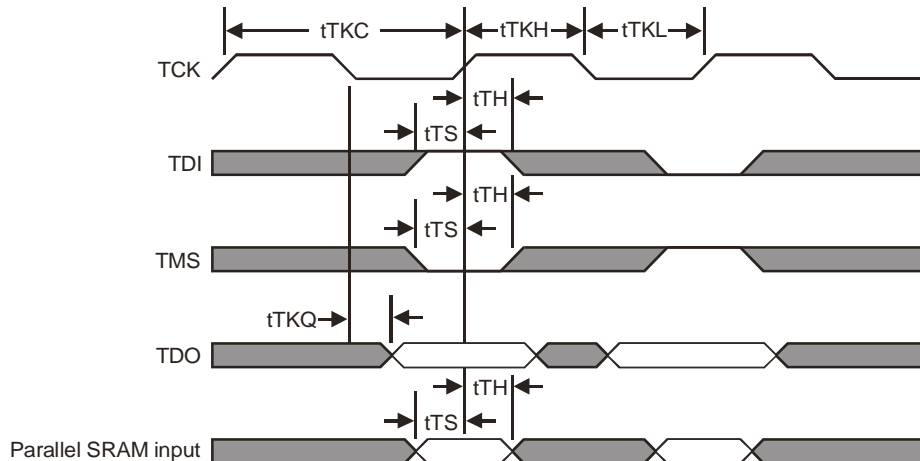 tTKC
tTKH
tTKL
TCK
tTH
tTS
TDI
tTH
tTS
TMS
tTKQ
TDO
tTH
tTS
Parallel SRAM input